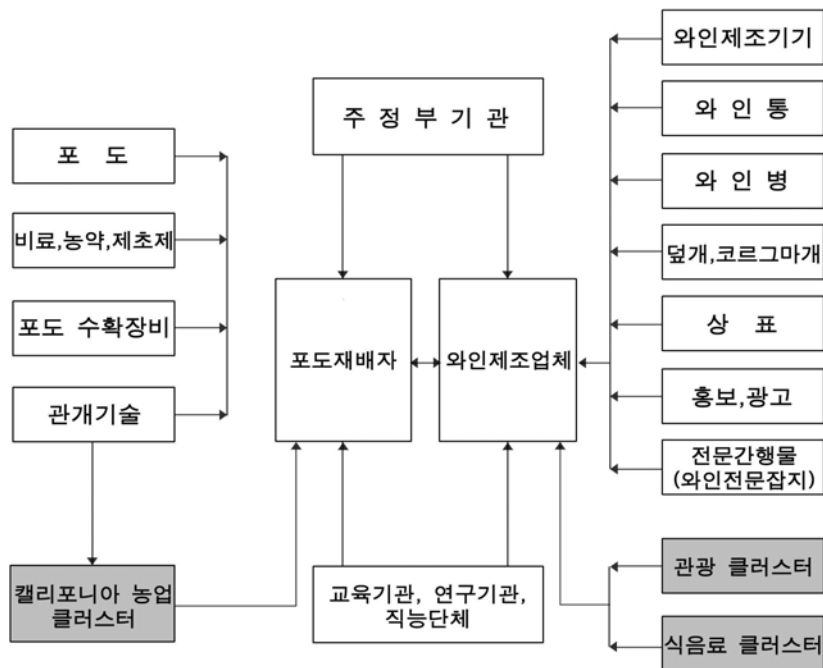 와인제조기기
주 정 부 기 관
와 인 통
포 도
와 인 병
비료,농약,제초제
덮개,코르그마개
포도 수확장비
상 표
포도재배자
와인제조업체
관개기술
홍보,광고
전문간행물
(와인전문잡지)
캘리포니아 농업
클러스터
교육기관, 연구기관,
직능단체
관광 클러스터
식음료 클러스터